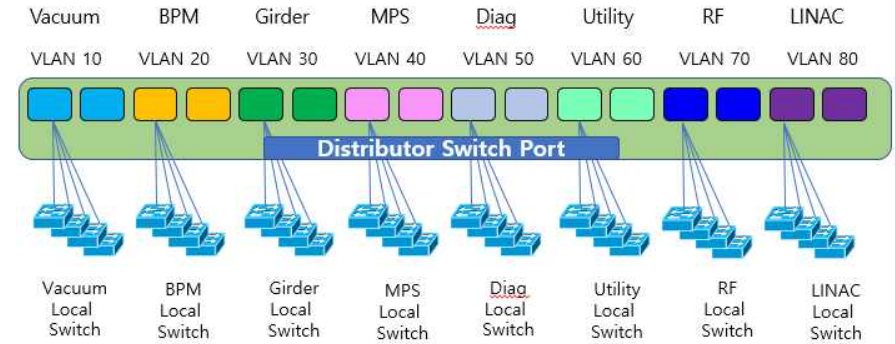 Vacuum BPM Girder MPS Diag Utility RF LINAC
VLAN 10 VLAN 20 VLAN 30 VLAN 40 VLAN 50 VLAN 60 VLAN 70 VLAN 80
Distributor Switch Port
Vacuum BPM Girder MPS Diag Utility RF LINAC
Local Local Local Local Local Local Local Local
Switch Switch Switch Switch Switch Switch Switch Switch